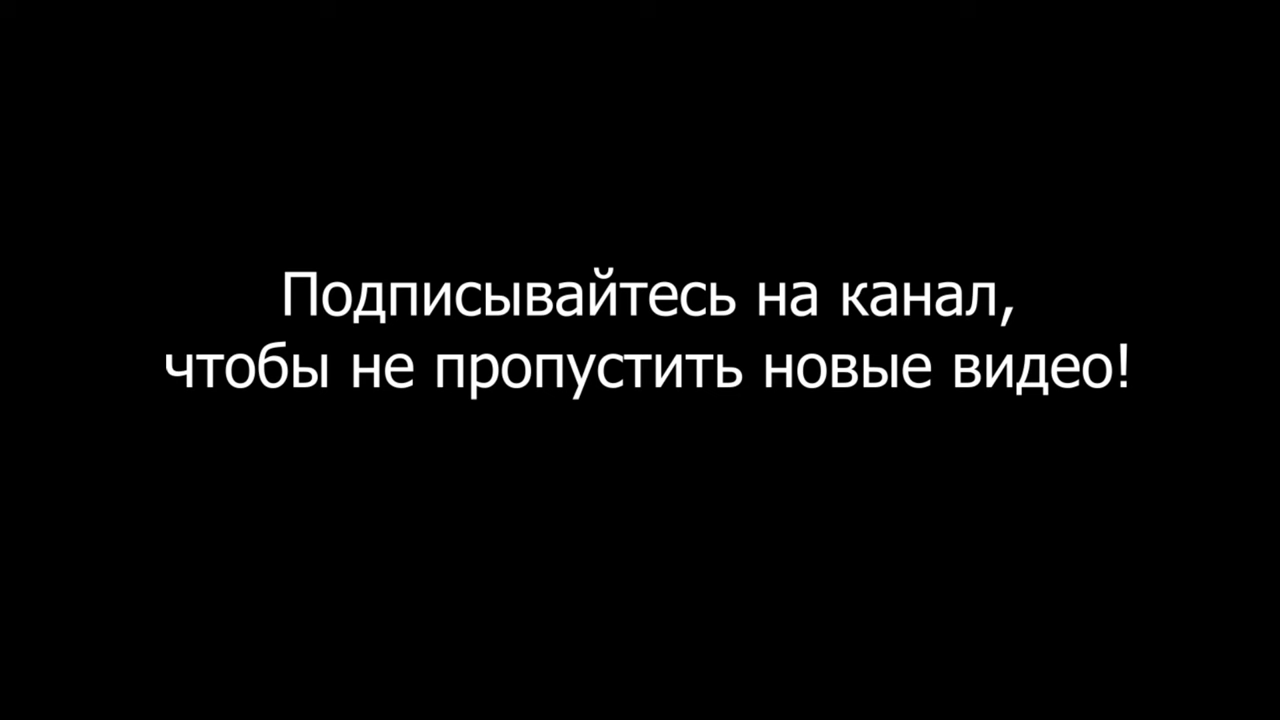 Подписывайтесь на канал,
чтобы не пропустить новые видео!